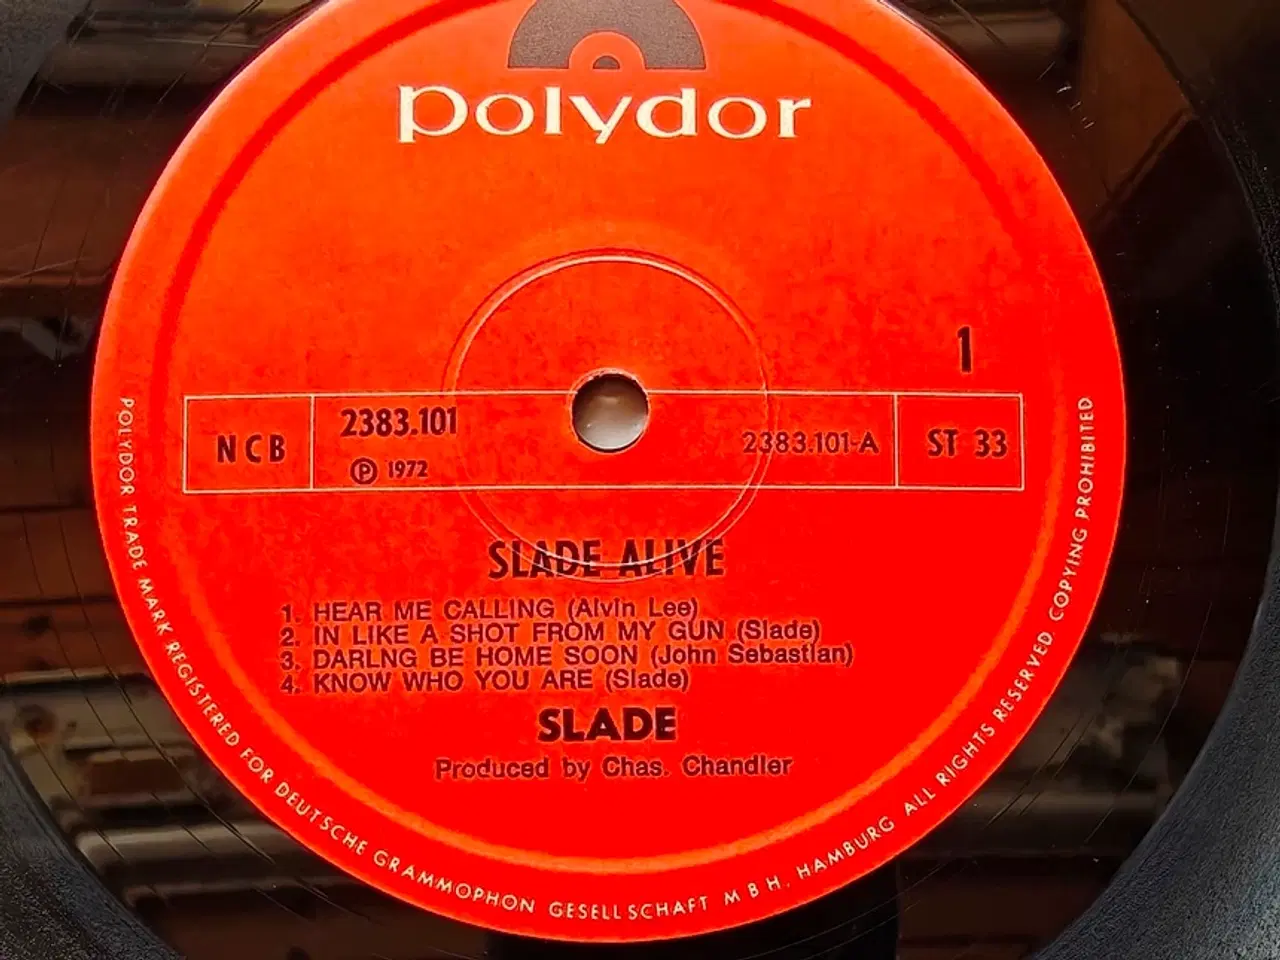 polydor
1
NCB
2383.101
Ⓟ 1972
2383.101-A
ST 33
SLADE ALIVE
1. HEAR ME CALLING (Alvin Lee)
2. IN LIKE A SHOT FROM MY GUN (Slade)
3. DARLNG BE HOME SOON (John Sebastian)
4. KNOW WHO YOU ARE (Slade)
SLADE
Produced by Chas. Chandler
POLYDOR TRADE MARK REGISTERED FOR DEUTSCHE GRAMMOPHON GESELLSCHAFT M B H, HAMBURG ALL RIGHTS RESERVED. COPYING PROHIBITED